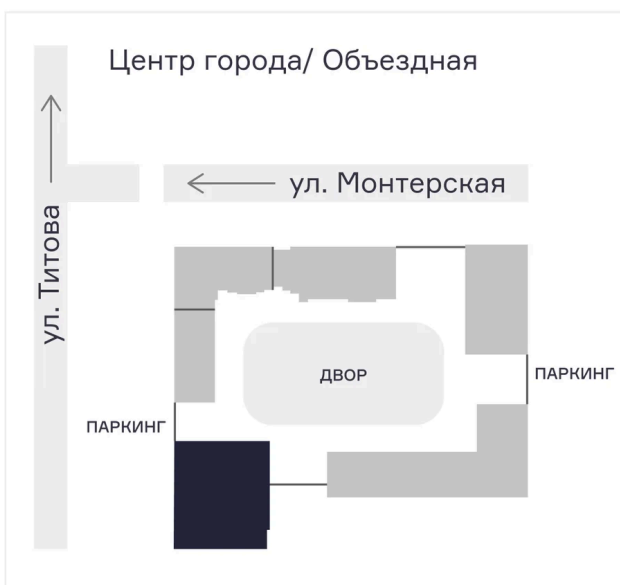 Центр города/ Объездная
ул. Монтерская
ул. Титова
ДВОР
ПАРКИНГ
ПАРКИНГ